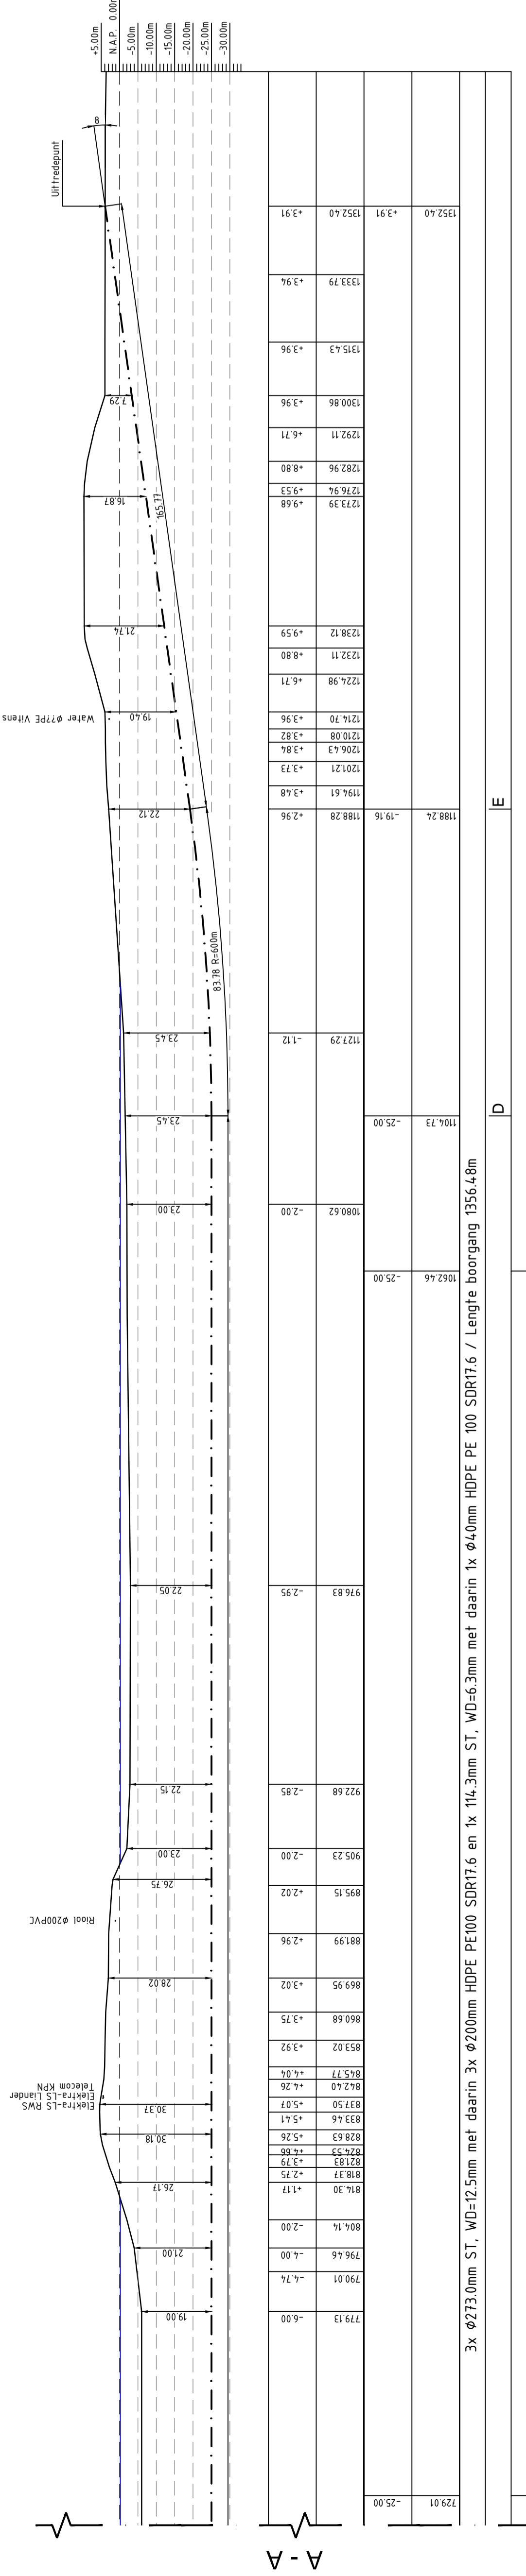 +5.00m
N.A.P. 0.00m
-5.00m
-10.00m
-15.00m
-20.00m
-25.00m
-30.00m
8
Uittredepunt
7.29
16.87
165.77
21.74
19.40
Water Ø??PE Vitens
22.12
83.78 R=600m
23.45
23.45
23.00
22.05
22.15
23.00
26.75
Riool Ø200PVC
28.02
Telecom KPN
Elektra-LS Liander
Elektra-LS RWS
30.37
30.18
26.17
21.00
19.00
+3.91 1352.40 +3.91 1352.40
+3.94 1333.79
+3.96 1315.43
+3.96 1300.86
+6.71 1292.11
+8.80 1282.96
+9.53 1276.94
+9.68 1273.39
+9.59 1238.12
+8.80 1232.11
+6.71 1224.98
+3.96 1214.70
+3.82 1210.08
+3.84 1206.43
+3.73 1201.21
+3.48 1194.61
+2.96 1188.28 -19.16 1188.24
E
-1.12 1127.29
-25.00 1104.73
D
-2.00 1080.62
-25.00 1062.46
-2.95 976.83
-2.85 922.68
-2.00 905.23
+2.02 895.15
+2.96 881.99
+3.02 869.95
+3.75 860.68
+3.92 853.02
+4.04 845.77
+4.26 842.40
+5.07 837.50
+5.41 833.46
+5.26 828.63
+4.66 824.53
+3.79 821.83
+2.75 818.37
+1.17 814.30
-2.00 804.14
-4.00 796.46
-4.74 790.01
-6.00 779.13
-25.00 729.01
3x Ø273.0mm ST, WD=12.5mm met daarin 3x Ø200mm HDPE PE100 SDR17.6 en 1x 114.3mm ST, WD=6.3mm met daarin 1x Ø40mm HDPE PE 100 SDR17.6 / Lengte boorgang 1356.48m
A - A